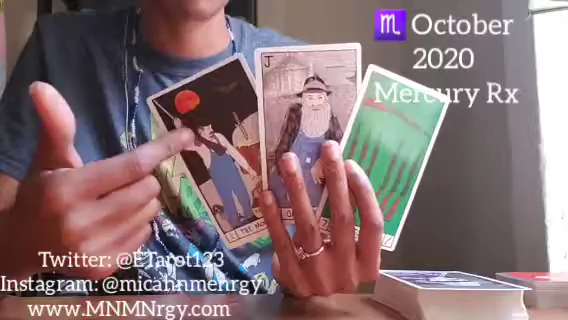 ♏ October
2020
Mercury Rx
J
THE MO
Twitter: @ETarot123
Instagram: @micahnmenrgy
www.MNMNrgy.com